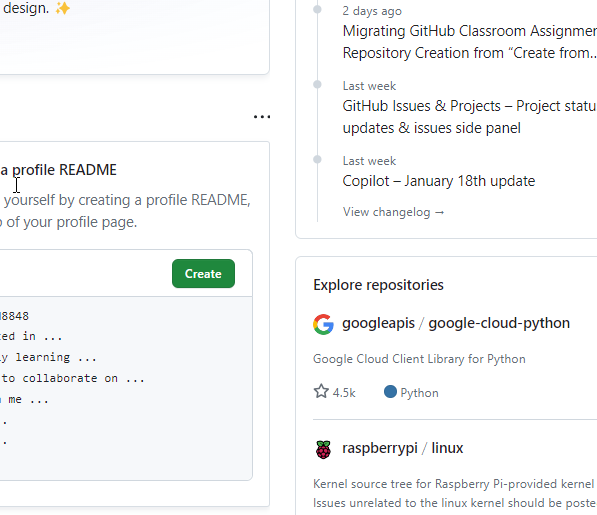 design. ✨
...
a profile README
yourself by creating a profile README,
of your profile page.
Create
8848
ed in ...
y learning ...
to collaborate on ...
me ...
.
.
2 days ago
Migrating GitHub Classroom Assignmen
Repository Creation from “Create from..
Last week
GitHub Issues & Projects – Project statu
updates & issues side panel
Last week
Copilot – January 18th update
View changelog →
Explore repositories
googleapis / google-cloud-python
Google Cloud Client Library for Python
4.5k Python
raspberrypi / linux
Kernel source tree for Raspberry Pi-provided kernel
Issues unrelated to the linux kernel should be poste